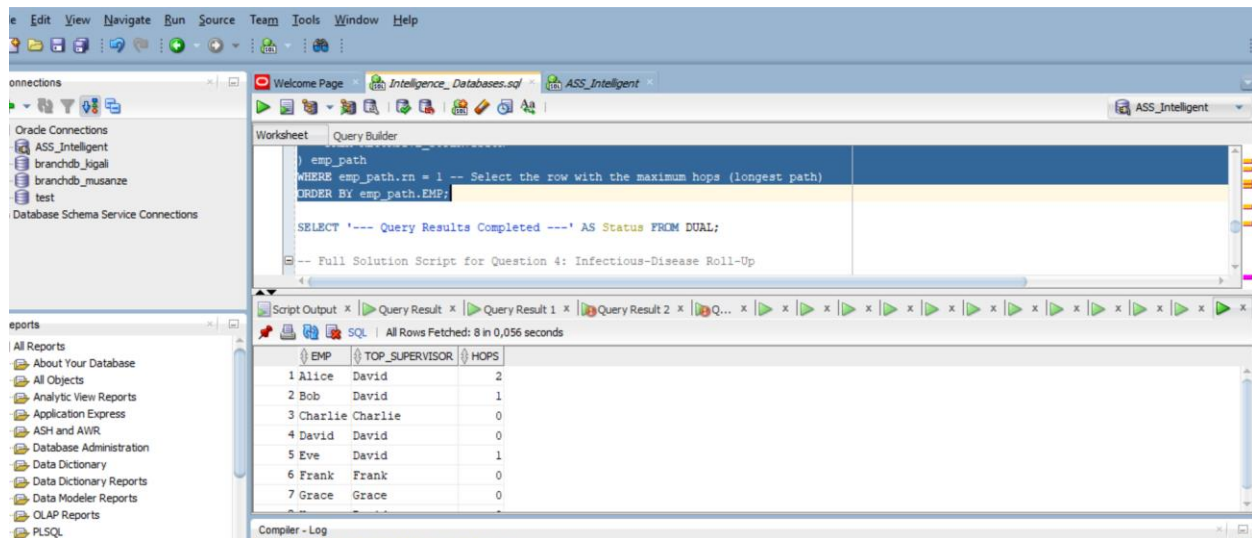 e Edit View Navigate Run Source Team Tools Window Help
onnections
Welcome Page Intelligence_ Databases.sql ASS_Intelligent
ASS_Intelligent
Oracle Connections
ASS_Intelligent
branchdb_kigali
branchdb_musanze
test
Database Schema Service Connections
Worksheet Query Builder
) emp_path
WHERE emp_path.rn = 1 -- Select the row with the maximum hops (longest path)
ORDER BY emp_path.EMP;
SELECT '--- Query Results Completed ---' AS Status FROM DUAL;
-- Full Solution Script for Question 4: Infectious-Disease Roll-Up
Script Output x Query Result x Query Result 1 x Query Result 2 x Q... x x x x x x x x x x x x
SQL | All Rows Fetched: 8 in 0,056 seconds
EMP TOP_SUPERVISOR HOPS
1 Alice David 2
2 Bob David 1
3 Charlie Charlie 0
4 David David 0
5 Eve David 1
6 Frank Frank 0
7 Grace Grace 0
Compiler - Log
eports
All Reports
About Your Database
All Objects
Analytic View Reports
Application Express
ASH and AWR
Database Administration
Data Dictionary
Data Dictionary Reports
Data Modeler Reports
OLAP Reports
PLSQL